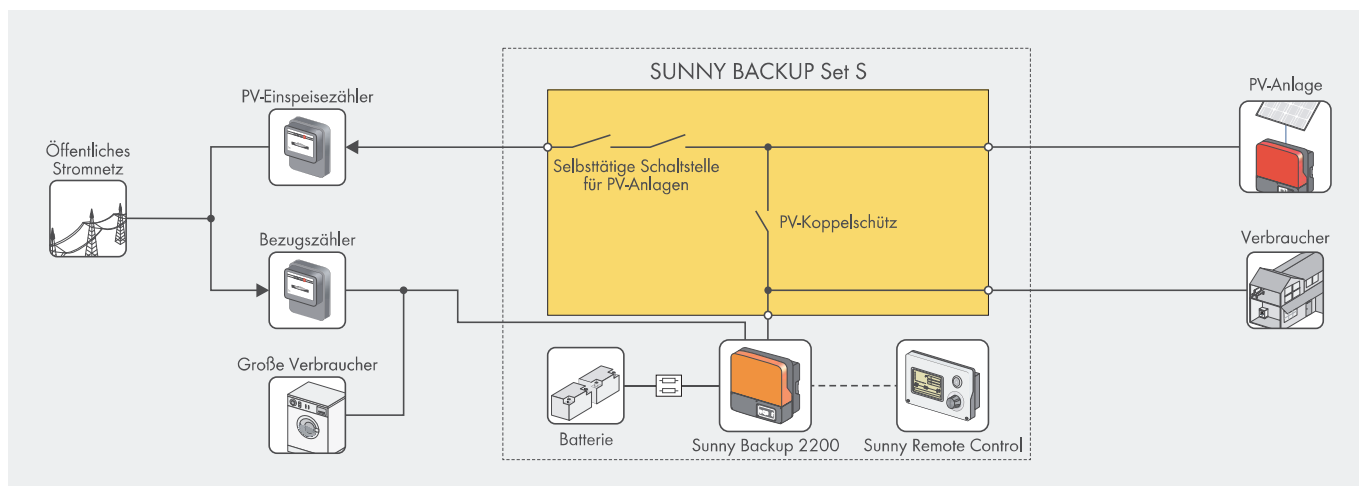 SUNNY BACKUP Set S
PV-Einspeisezähler
PV-Anlage
Öffentliches
Stromnetz
Selbsttätige Schaltstelle
für PV-Anlagen
PV-Koppelschütz
Bezugszähler
Verbraucher
Große Verbraucher
Batterie
Sunny Backup 2200
Sunny Remote Control